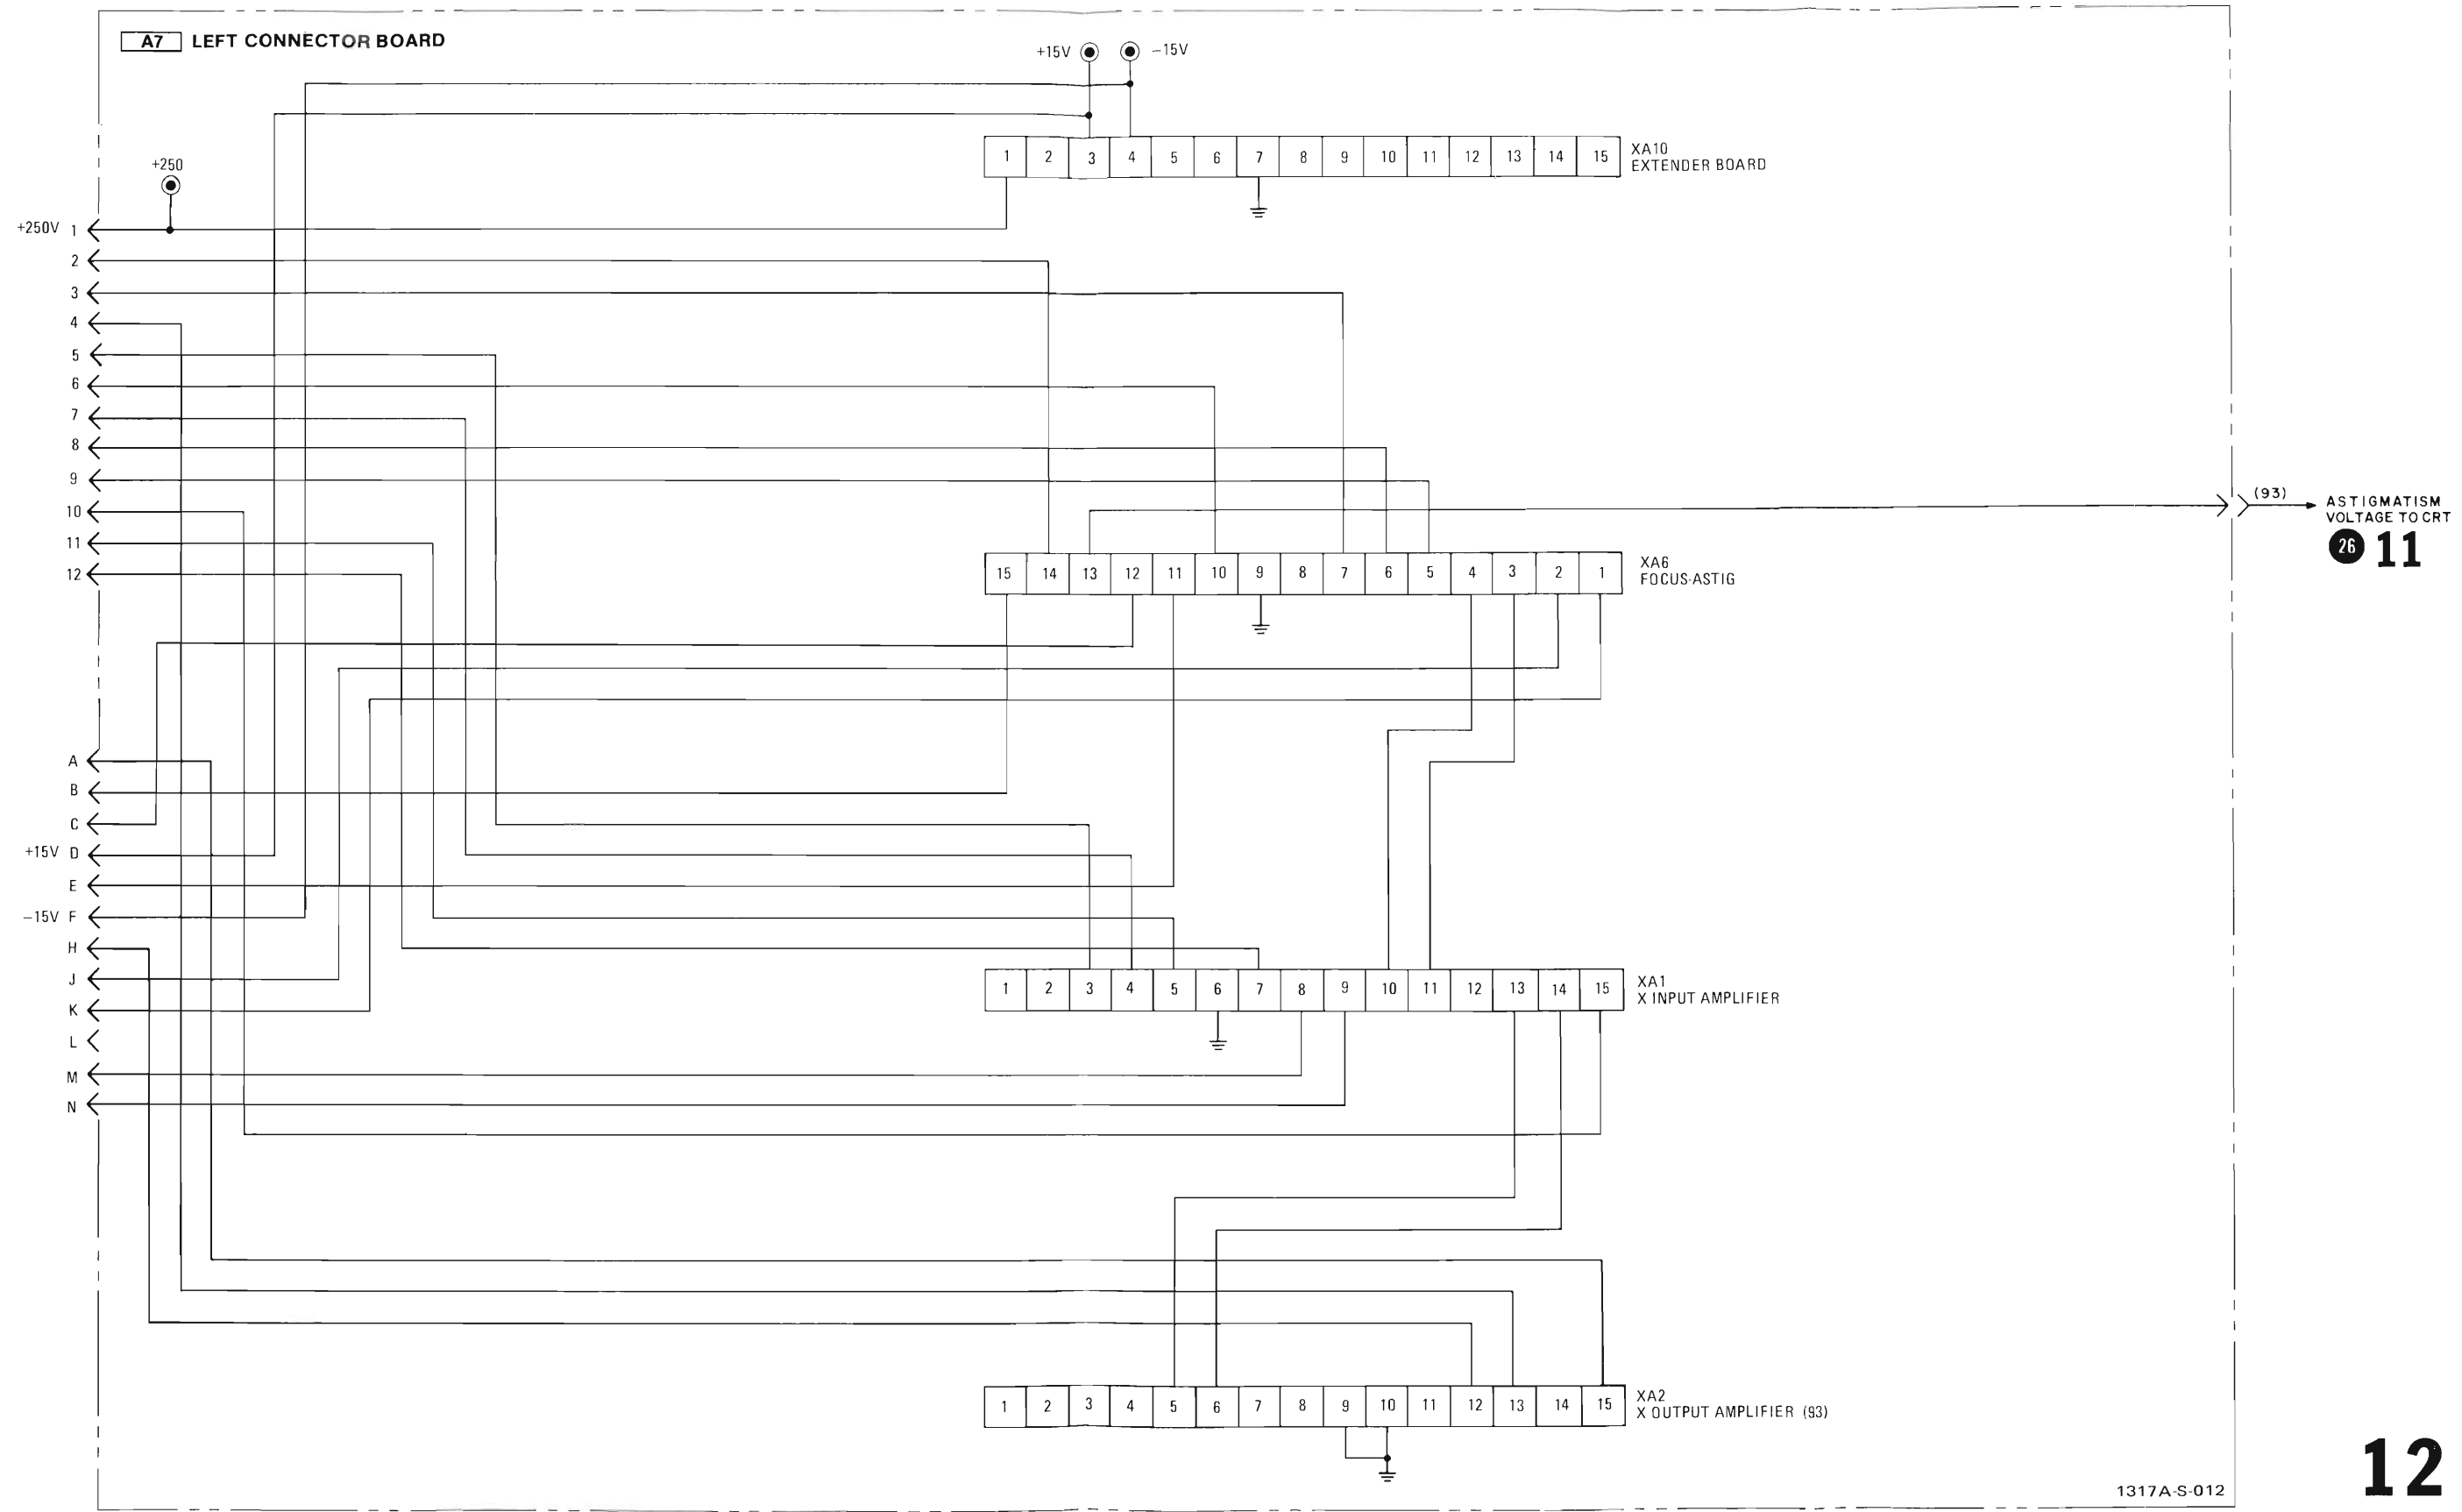 A7 LEFT CONNECTOR BOARD
+15V -15V
1 2 3 4 5 6 7 8 9 10 11 12 13 14 15
XA10
EXTENDER BOARD
+250
+250V 1
2
3
4
5
6
7
8
9
10
11
12
(93)
ASTIGMATISM
VOLTAGE TO CRT
26 11
15 14 13 12 11 10 9 8 7 6 5 4 3 2 1
XA6
FOCUS-ASTIG
A
B
C
+15V D
E
-15V F
H
J
K
L
M
N
1 2 3 4 5 6 7 8 9 10 11 12 13 14 15
XA1
X INPUT AMPLIFIER
1 2 3 4 5 6 7 8 9 10 11 12 13 14 15
XA2
X OUTPUT AMPLIFIER (93)
1317A-S-012
12